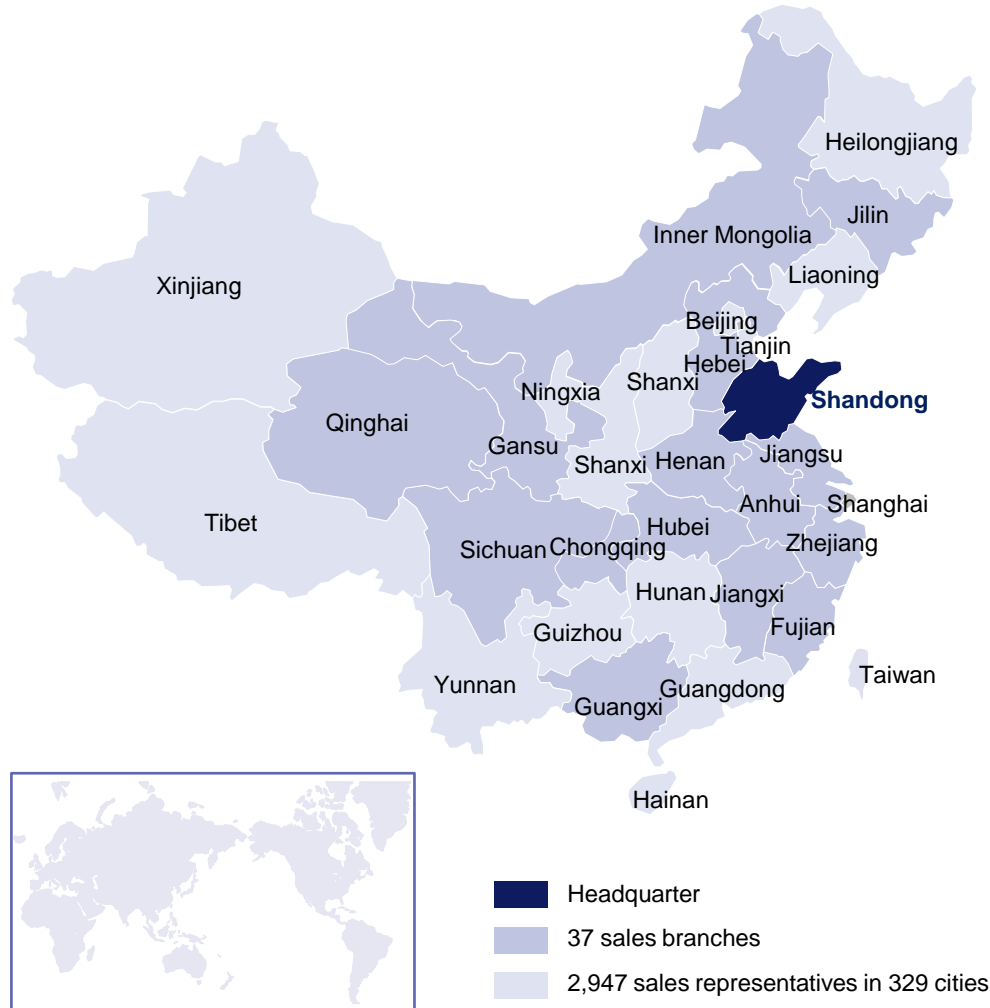 Heilongjiang
Jilin
Inner Mongolia
Liaoning
Xinjiang
Beijing
Tianjin
Hebei
Shanxi
Ningxia
Shandong
Qinghai
Gansu
Shanxi
Henan
Jiangsu
Anhui
Shanghai
Tibet
Hubei
Sichuan
Chongqing
Zhejiang
Hunan
Jiangxi
Guizhou
Fujian
Yunnan
Guangdong
Taiwan
Guangxi
Hainan
Headquarter
37 sales branches
2,947 sales representatives in 329 cities